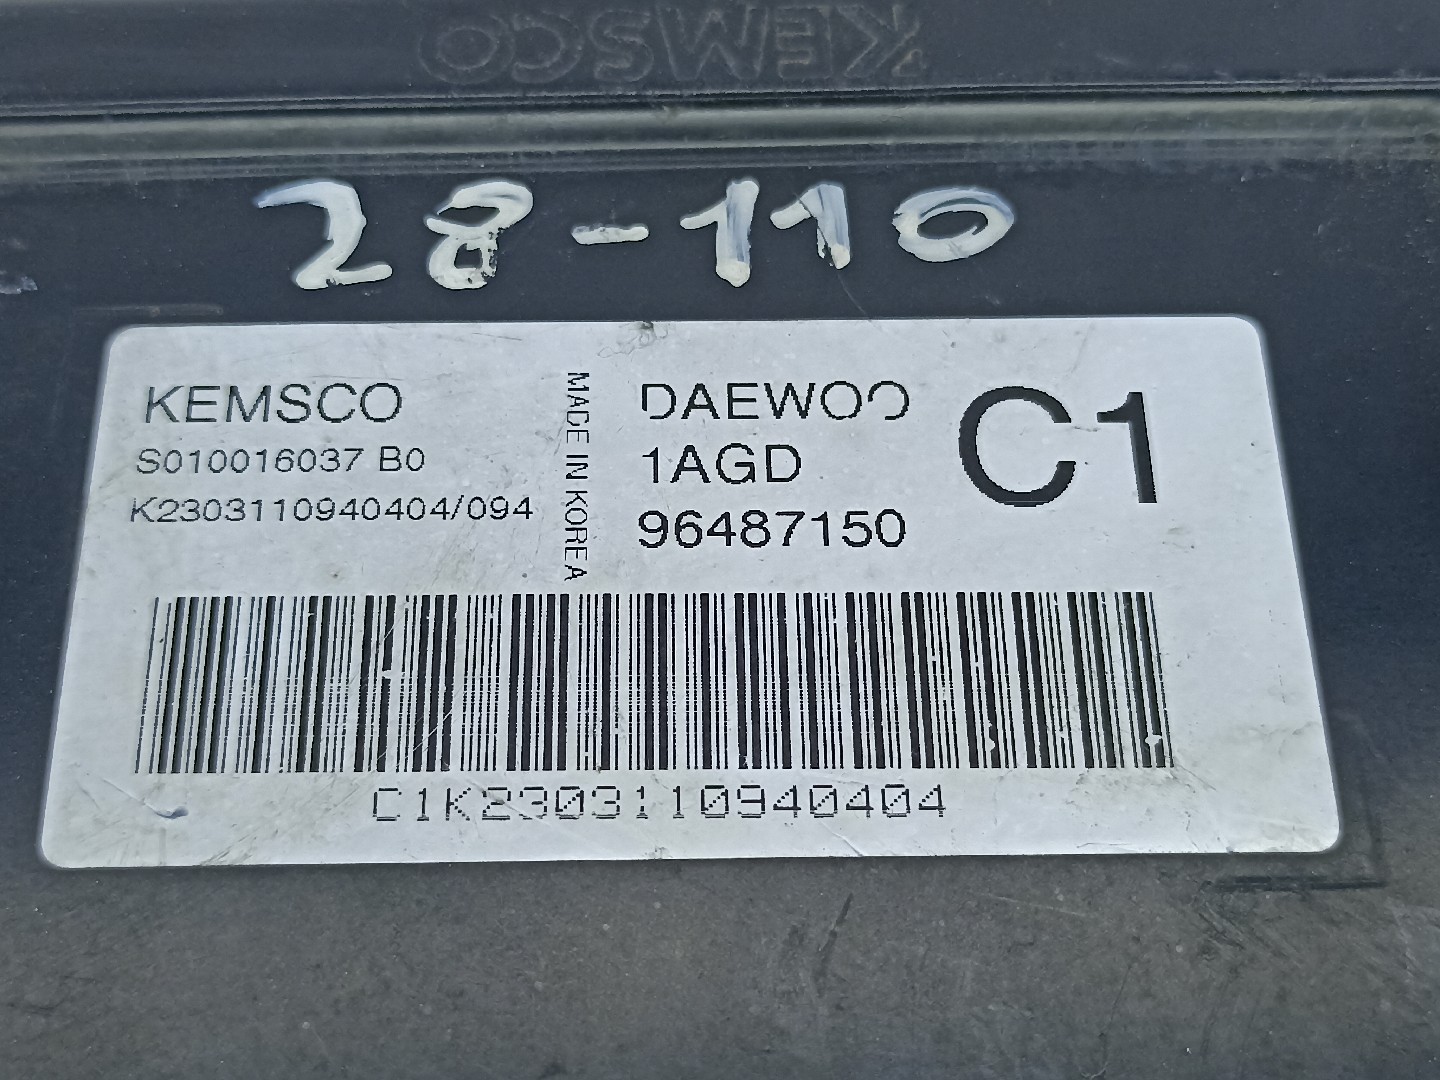 KEMSCO
28-110
KEMSCO
S010016037 B0
K2303110940404/094
MADE IN KOREA
DAEWOO
1AGD
96487150
C1
C1K2303110940404